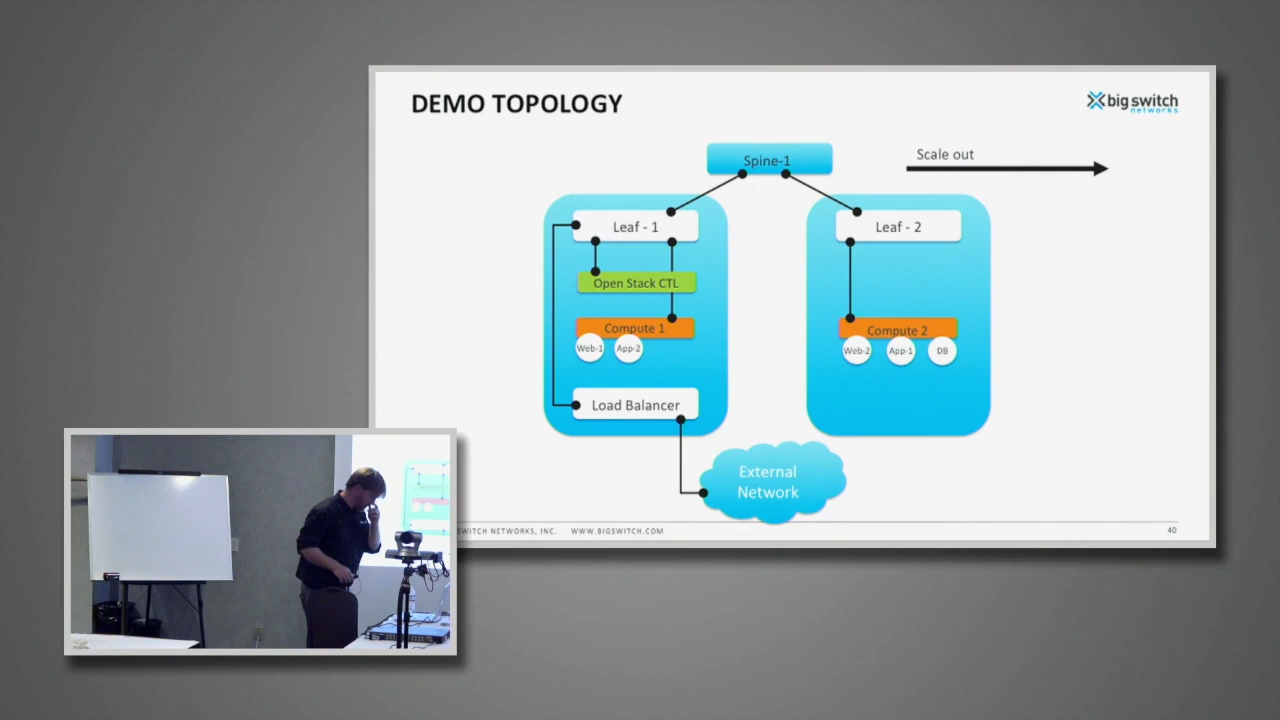 DEMO TOPOLOGY
big switch
networks
Spine-1
Scale out
Leaf - 1
Leaf - 2
Open Stack CTL
Compute 1
Compute 2
Web-1
App-2
Web-2
App-1
DB
Load Balancer
External
Network
SWITCH NETWORKS, INC. WWW.BIGSWITCH.COM
40